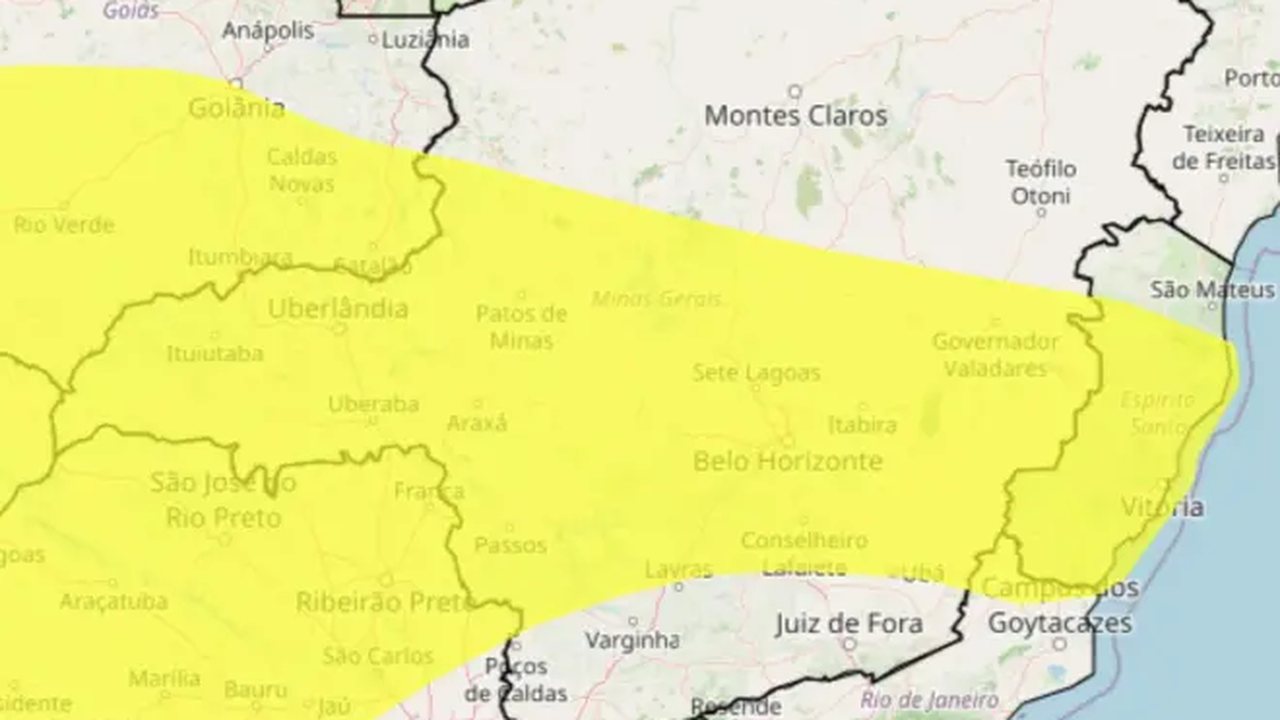 Goiás
Anápolis
Luziânia
Goiânia
Montes Claros
Porto
Teixeira
de Freitas
Caldas
Novas
Teófilo
Otoni
Rio Verde
Itumbiara
Catalão
São Mateus
Uberlândia
Patos de
Minas
Minas Gerais
Ituiutaba
Governador
Valadares
Sete Lagoas
Uberaba
Araxá
Itabira
Espírito
Santo
Belo Horizonte
São José do
Rio Preto
Franca
Vitória
Passos
Conselheiro
Lafaiete
goas
Lavras
Ubá
Araçatuba
Ribeirão Preto
Campos dos
Goytacazes
Varginha
Juiz de Fora
São Carlos
Poços
de Caldas
Marília
Bauru
Jaú
sidente
Resende
Rio de Janeiro